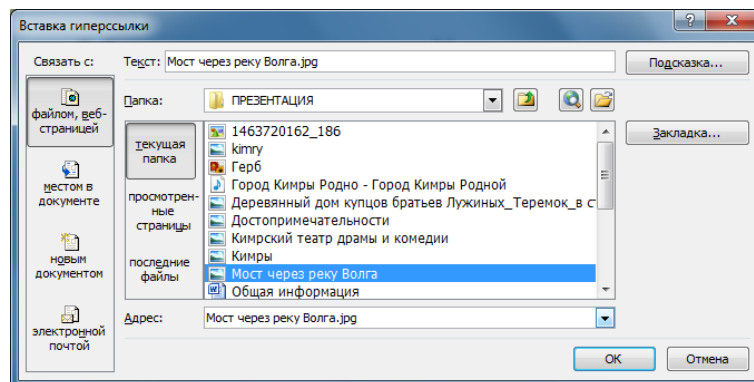 Вставка гиперссылки
Связать с:
Текст: Мост через реку Волга.jpg
Подсказка...
файлом, веб-
страницей
Папка:
ПРЕЗЕНТАЦИЯ
Закладка...
текущая
папка
1463720162_186
kimry
Герб
Город Кимры Родно - Город Кимры Родной
местом в
документе
просмотрен-
ные
страницы
Деревянный дом купцов братьев Лужиных_Теремок_в ст
Достопримечательности
Кимрский театр драмы и комедии
Кимры
новым
документом
последние
файлы
Мост через реку Волга
Общая информация
электронной
почтой
Адрес:
Мост через реку Волга.jpg
ОК
Отмена